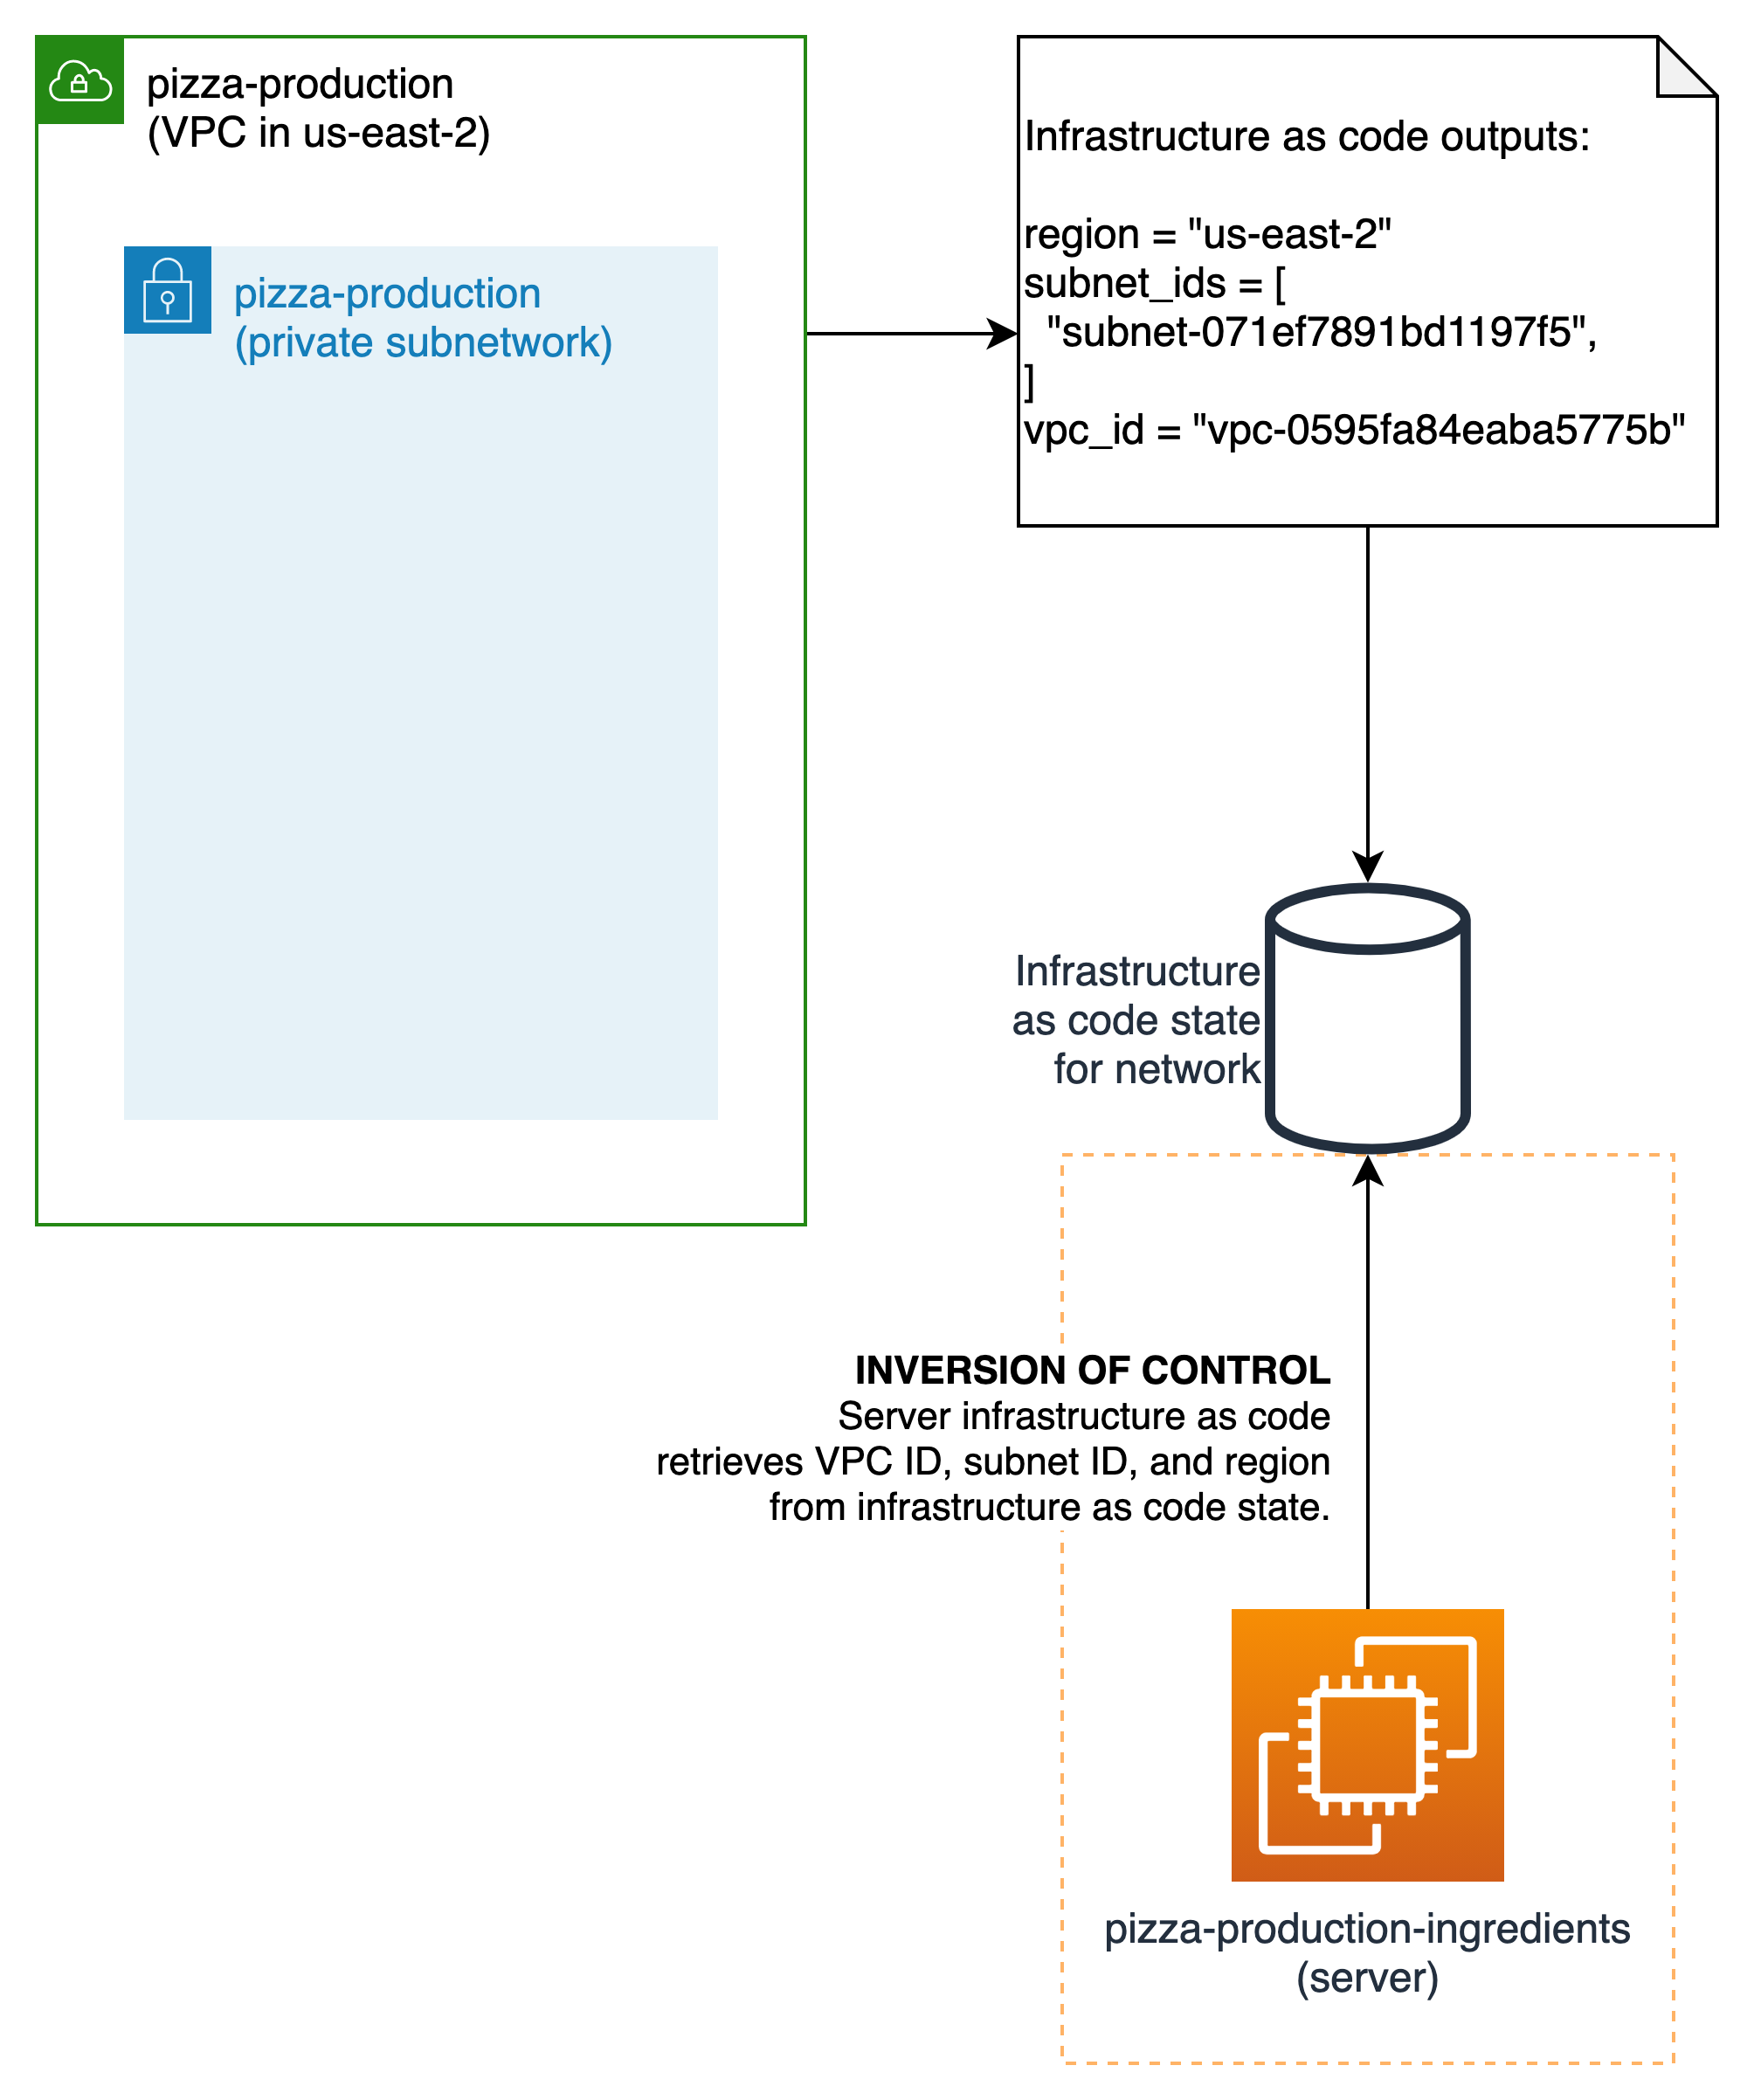 pizza-production
(VPC in us-east-2)
pizza-production
(private subnetwork)
Infrastructure as code outputs:
region = "us-east-2"
subnet_ids = [
  "subnet-071ef7891bd1197f5",
]
vpc_id = "vpc-0595fa84eaba5775b"
Infrastructure
as code state
for network
INVERSION OF CONTROL
Server infrastructure as code
retrieves VPC ID, subnet ID, and region
from infrastructure as code state.
pizza-production-ingredients
(server)